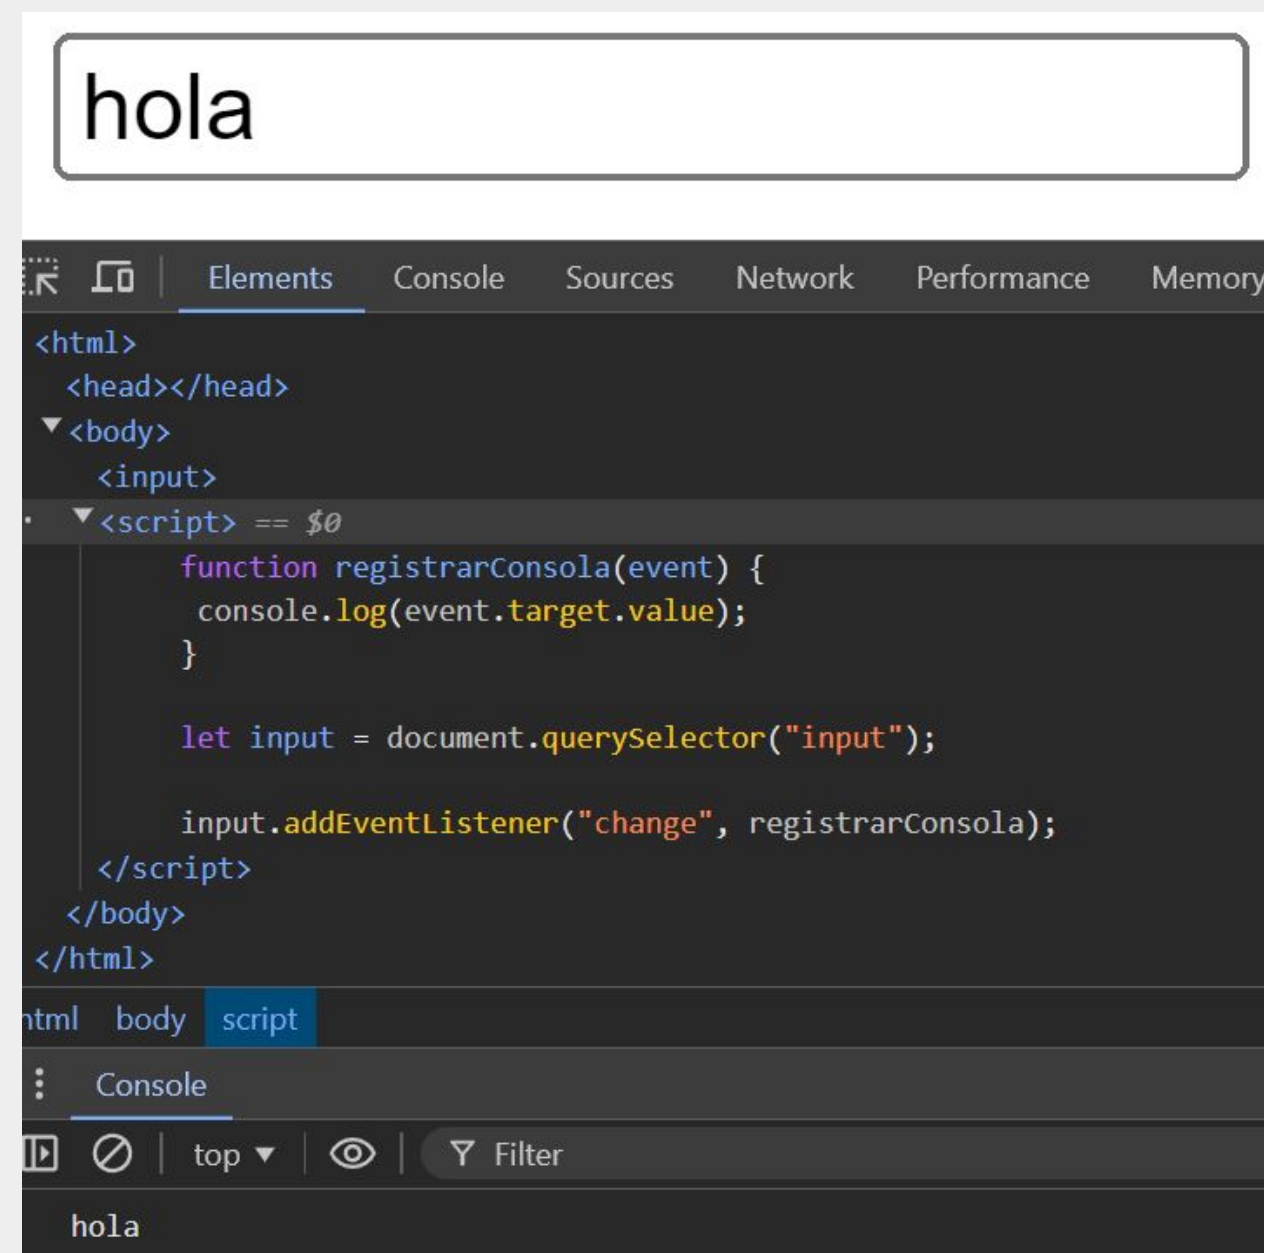 hola
Elements Console Sources Network Performance Memory
<html>
<head></head>
<body>
<input>
<script> == $0
function registrarConsola(event) {
console.log(event.target.value);
}
let input = document.querySelector("input");
input.addEventListener("change", registrarConsola);
</script>
</body>
</html>
html body script
Console
top Filter
hola